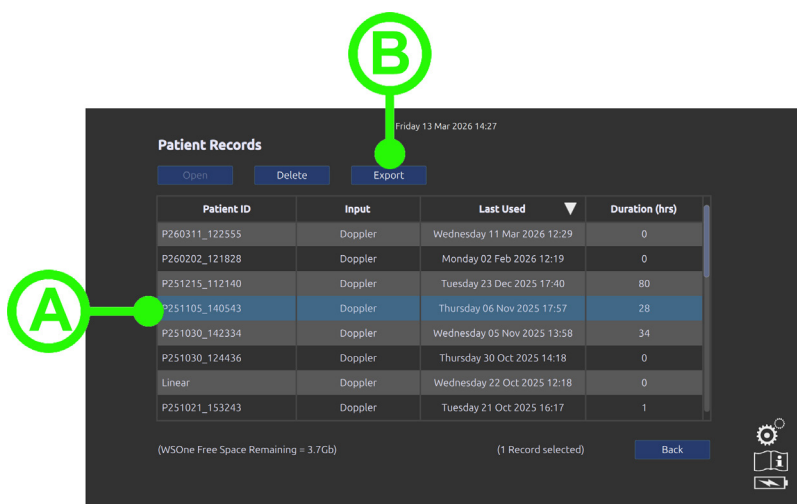 B
Friday 13 Mar 2026 14:27
Patient Records
Open Delete Export
Patient ID Input Last Used Duration (hrs)
P260311_122555 Doppler Wednesday 11 Mar 2026 12:29 0
P260202_121828 Doppler Monday 02 Feb 2026 12:19 0
P251215_112140 Doppler Tuesday 23 Dec 2025 17:40 80
A
P251105_140543 Doppler Thursday 06 Nov 2025 17:57 28
P251030_142334 Doppler Wednesday 05 Nov 2025 13:58 34
P251030_124436 Doppler Thursday 30 Oct 2025 14:18 0
Linear Doppler Wednesday 22 Oct 2025 12:18 0
P251021_153243 Doppler Tuesday 21 Oct 2025 16:17 1
(WSOne Free Space Remaining = 3.7Gb) (1 Record selected) Back
i